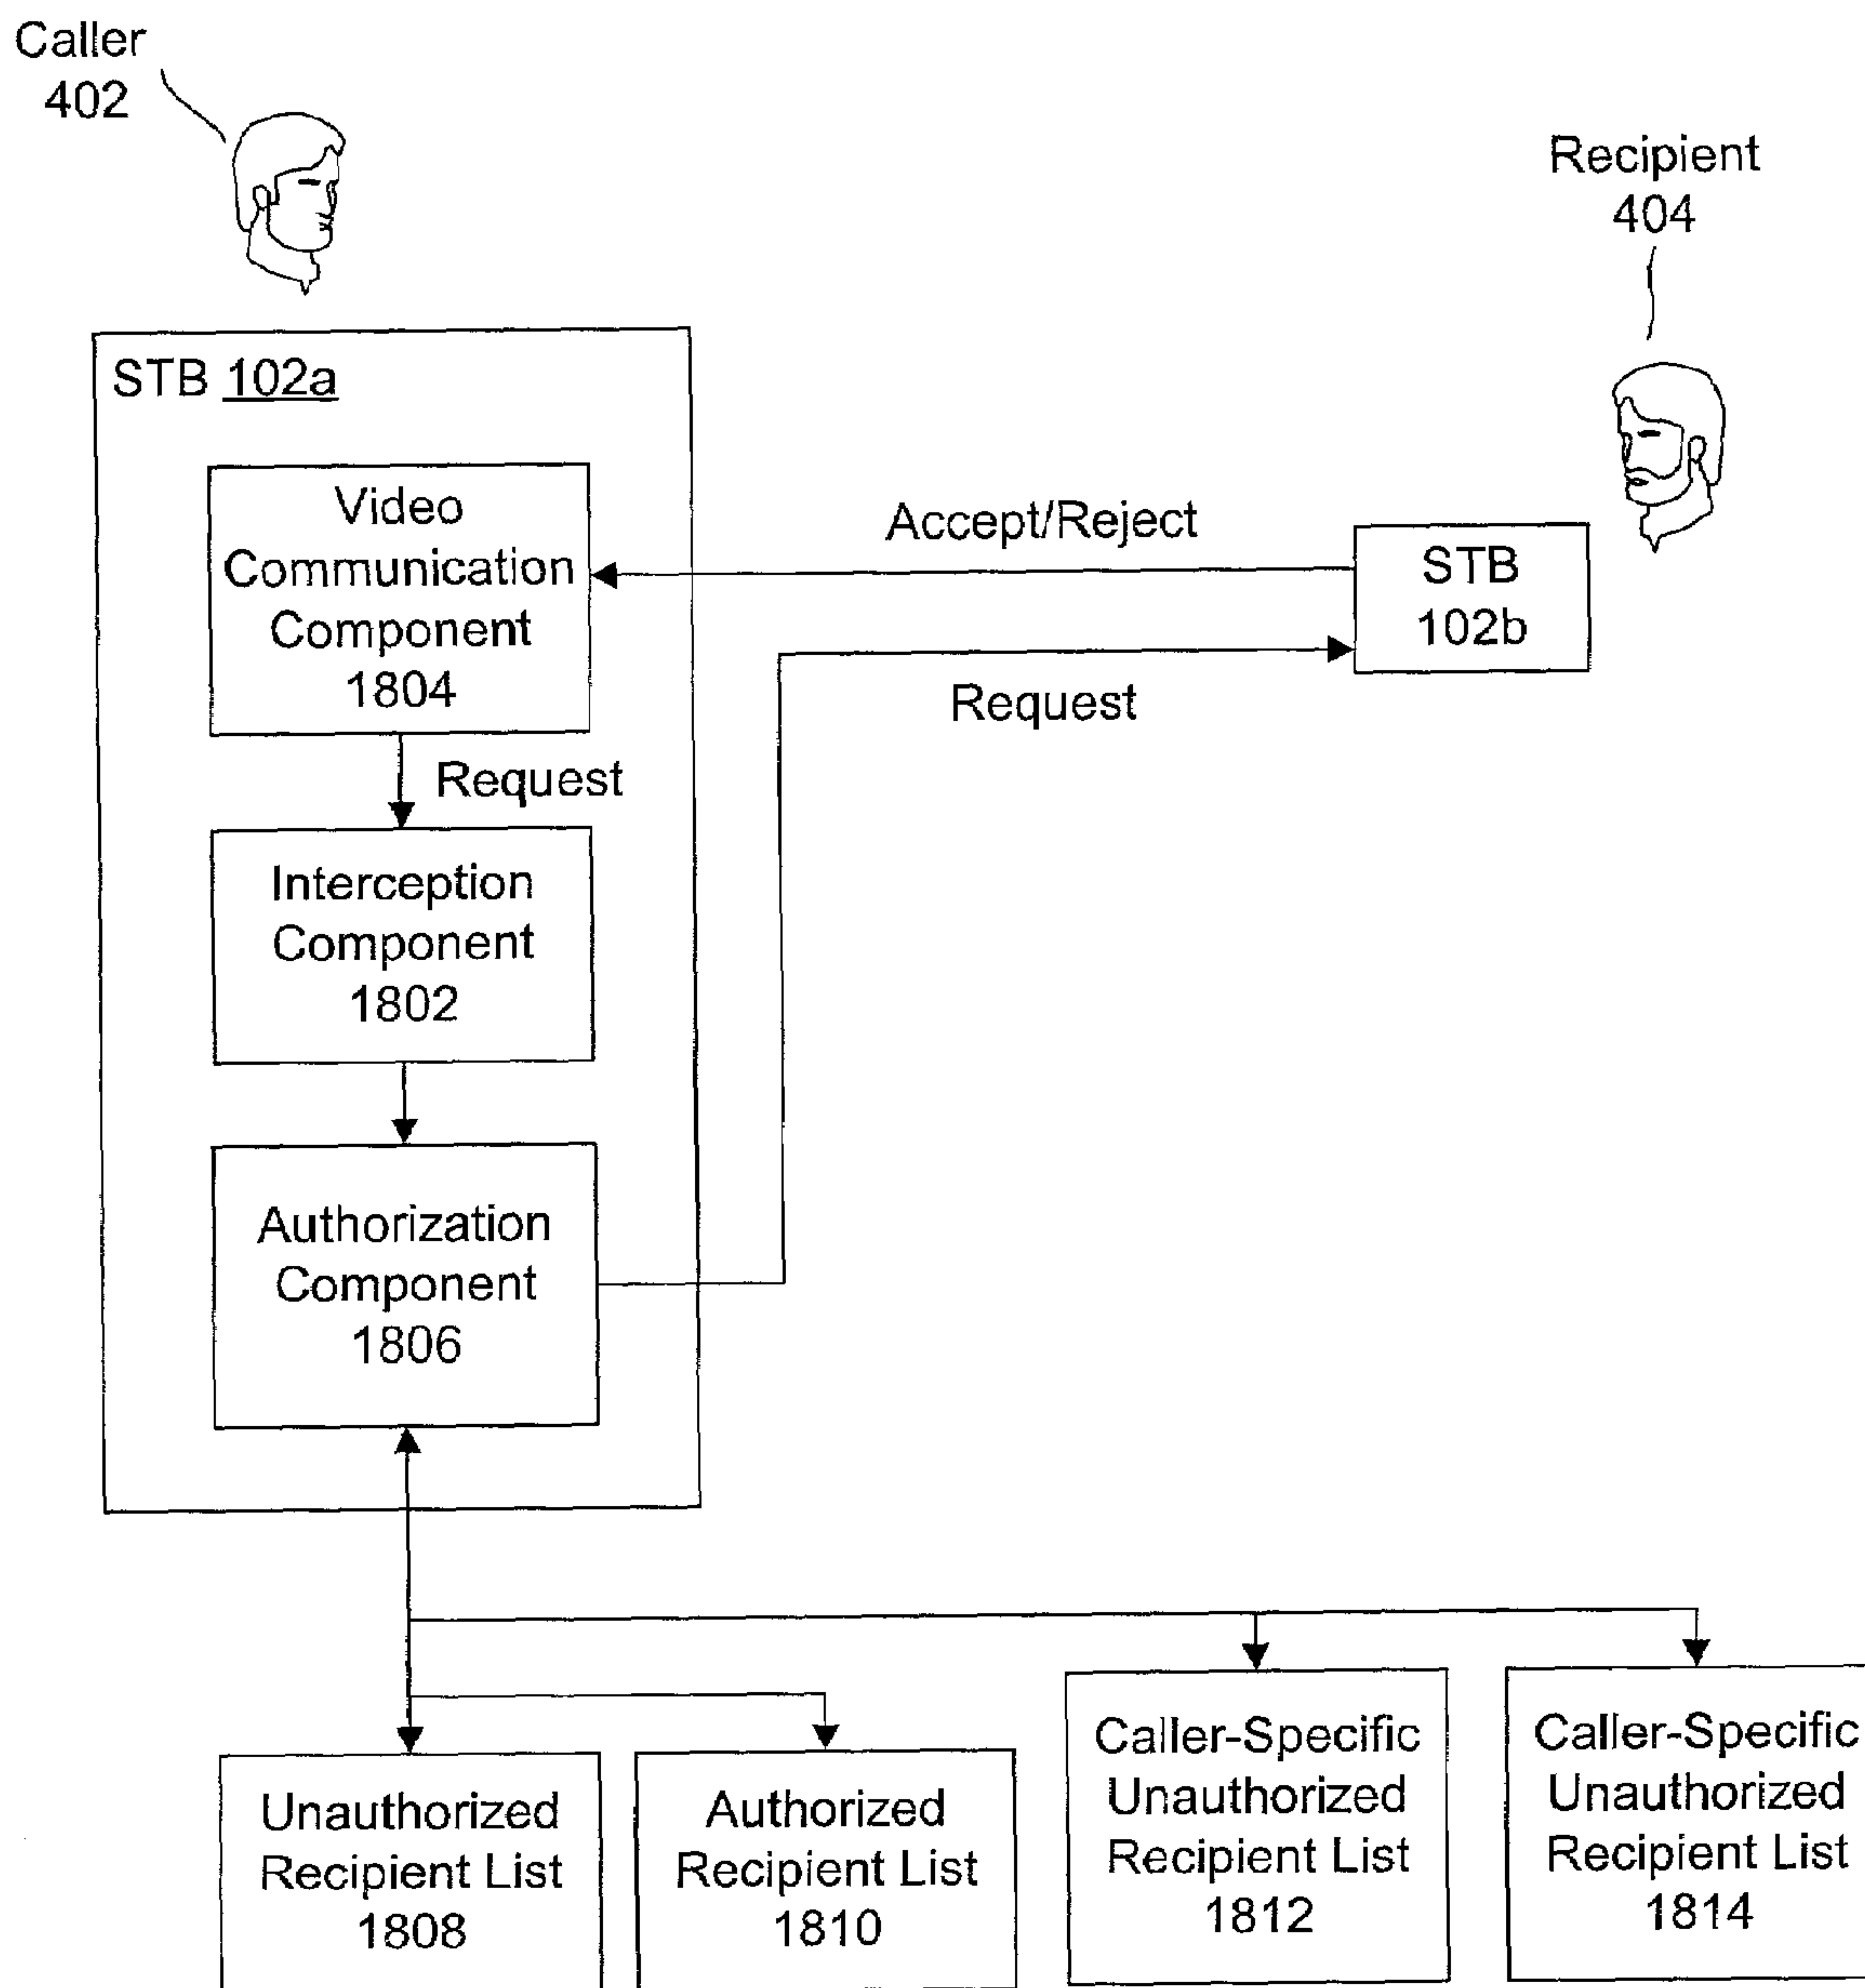 Caller
402
Recipient
404
STB 102a
Video
Communication
Component
1804
Accept/Reject
STB
102b
Request
Request
Interception
Component
1802
Authorization
Component
1806
Unauthorized
Recipient List
1808
Authorized
Recipient List
1810
Caller-Specific
Unauthorized
Recipient List
1812
Caller-Specific
Unauthorized
Recipient List
1814